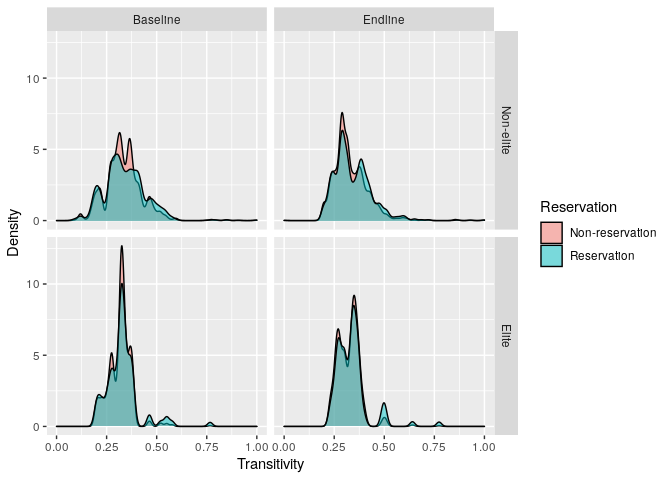 Baseline
Endline
10
5
0
Non-elite
10
5
0
Elite
0.00 0.25 0.50 0.75 1.00
0.00 0.25 0.50 0.75 1.00
Transitivity
Density
Reservation
Non-reservation
Reservation